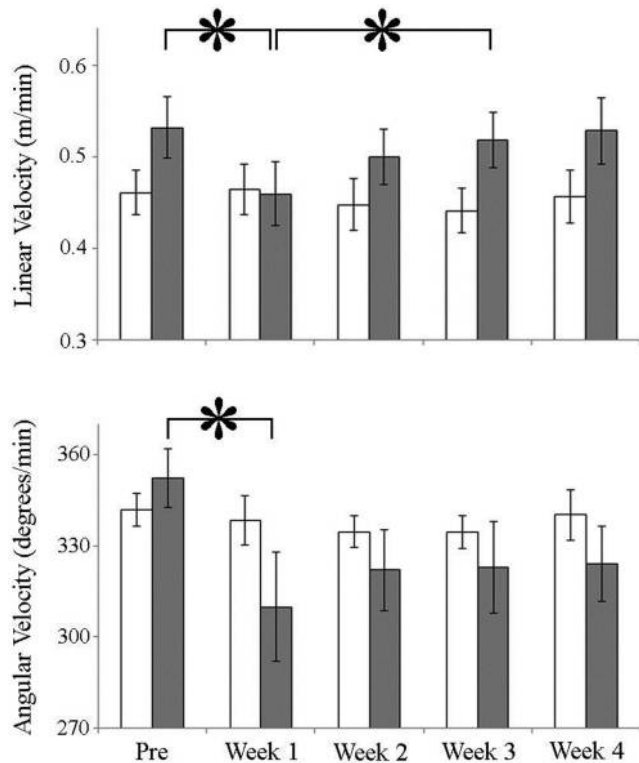 Linear Velocity (m/min)
0.6
0.5
0.4
0.3
Angular Velocity (degrees/min)
360
330
300
270
Pre Week 1 Week 2 Week 3 Week 4